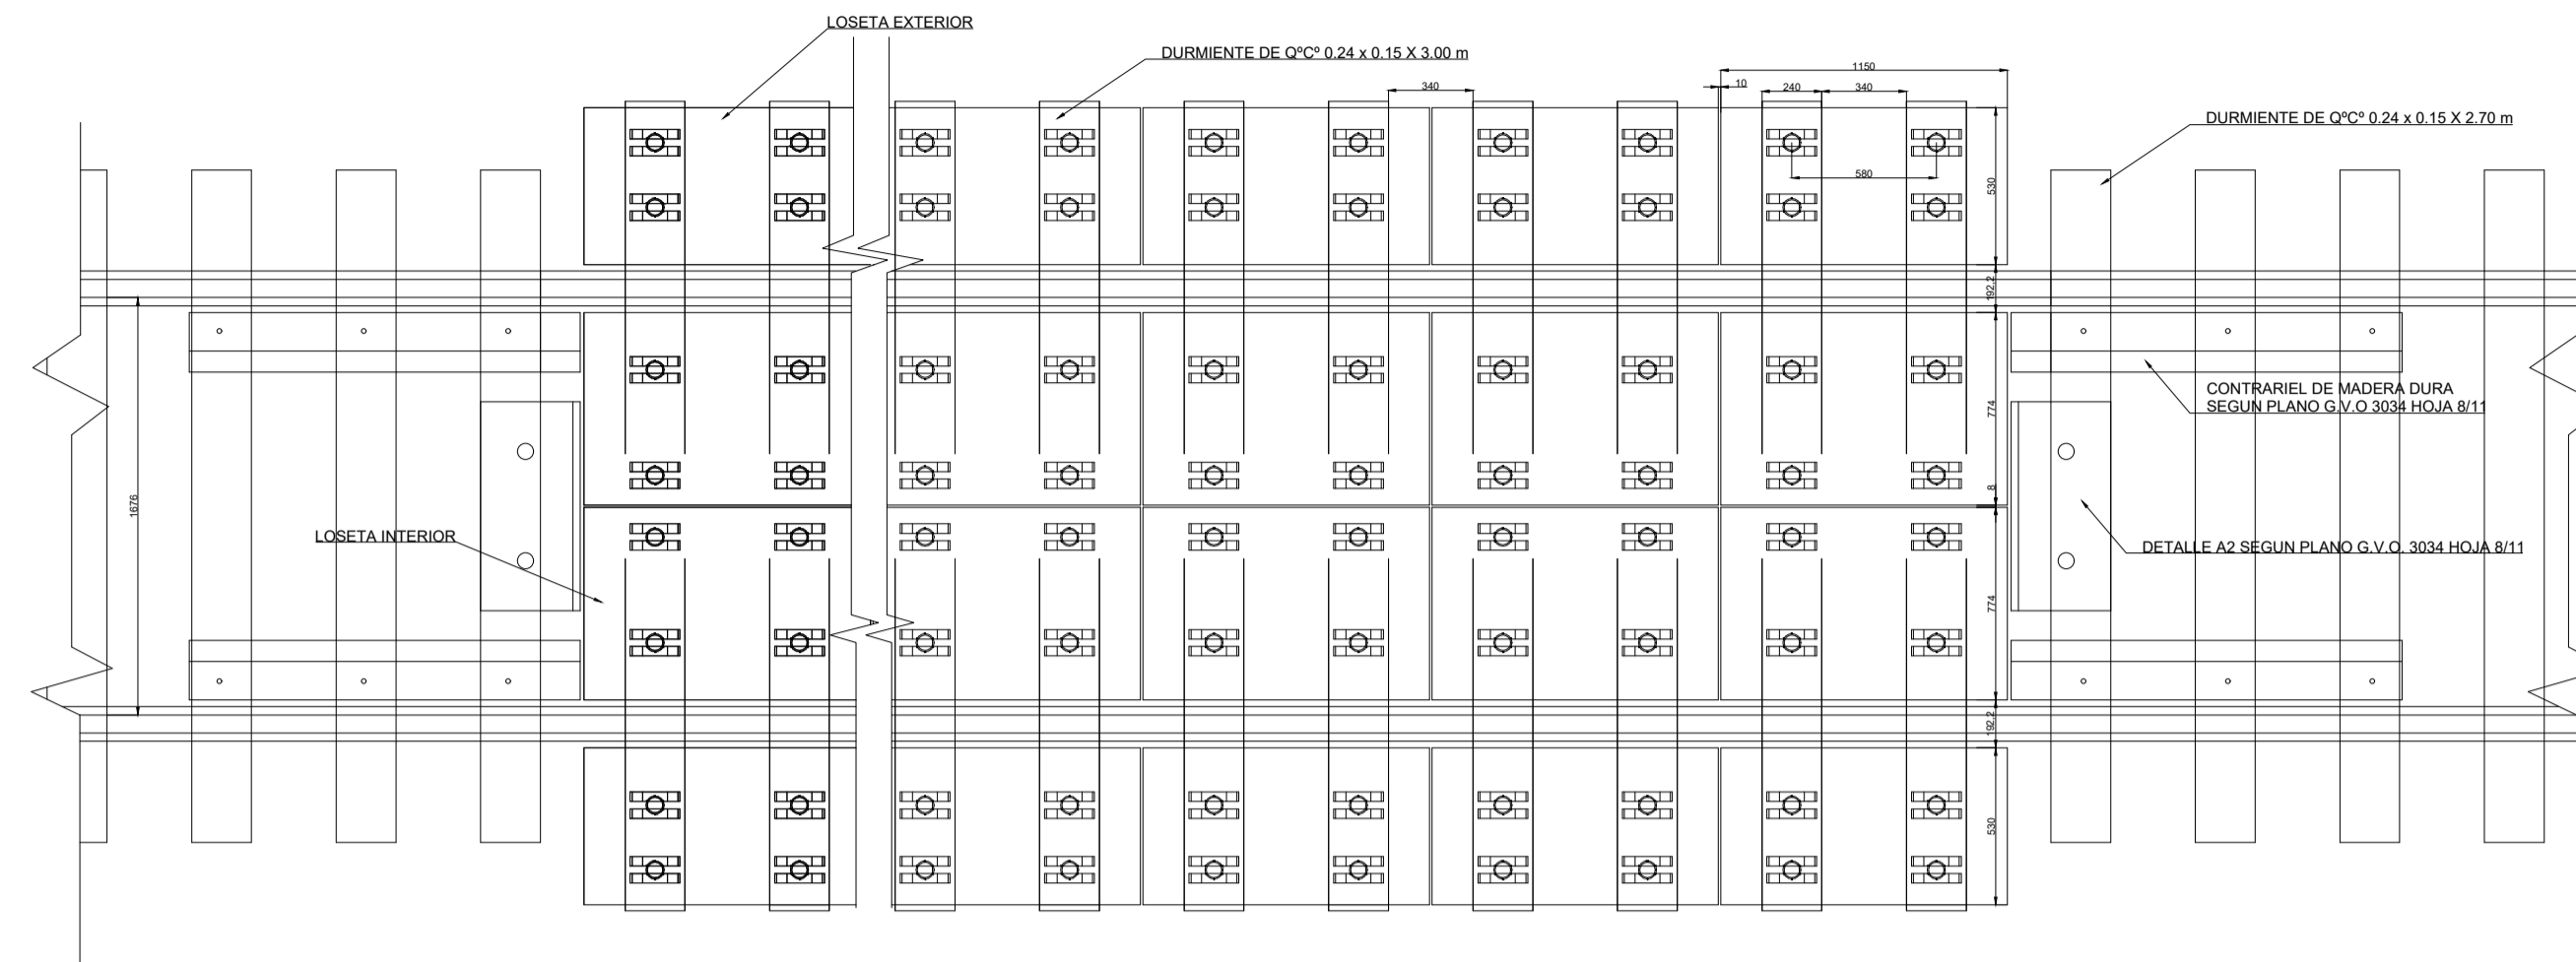 LOSETA EXTERIOR
DURMIENTE DE QºCº 0.24 x 0.15 X 3.00 m
1150
10
240
340
340
DURMIENTE DE QºCº 0.24 x 0.15 X 2.70 m
580
530
192,2
CONTRARIEL DE MADERA DURA
SEGUN PLANO G.V.O 3034 HOJA 8/11
774
8
1676
LOSETA INTERIOR
DETALLE A2 SEGUN PLANO G.V.O. 3034 HOJA 8/11
774
192,2
530